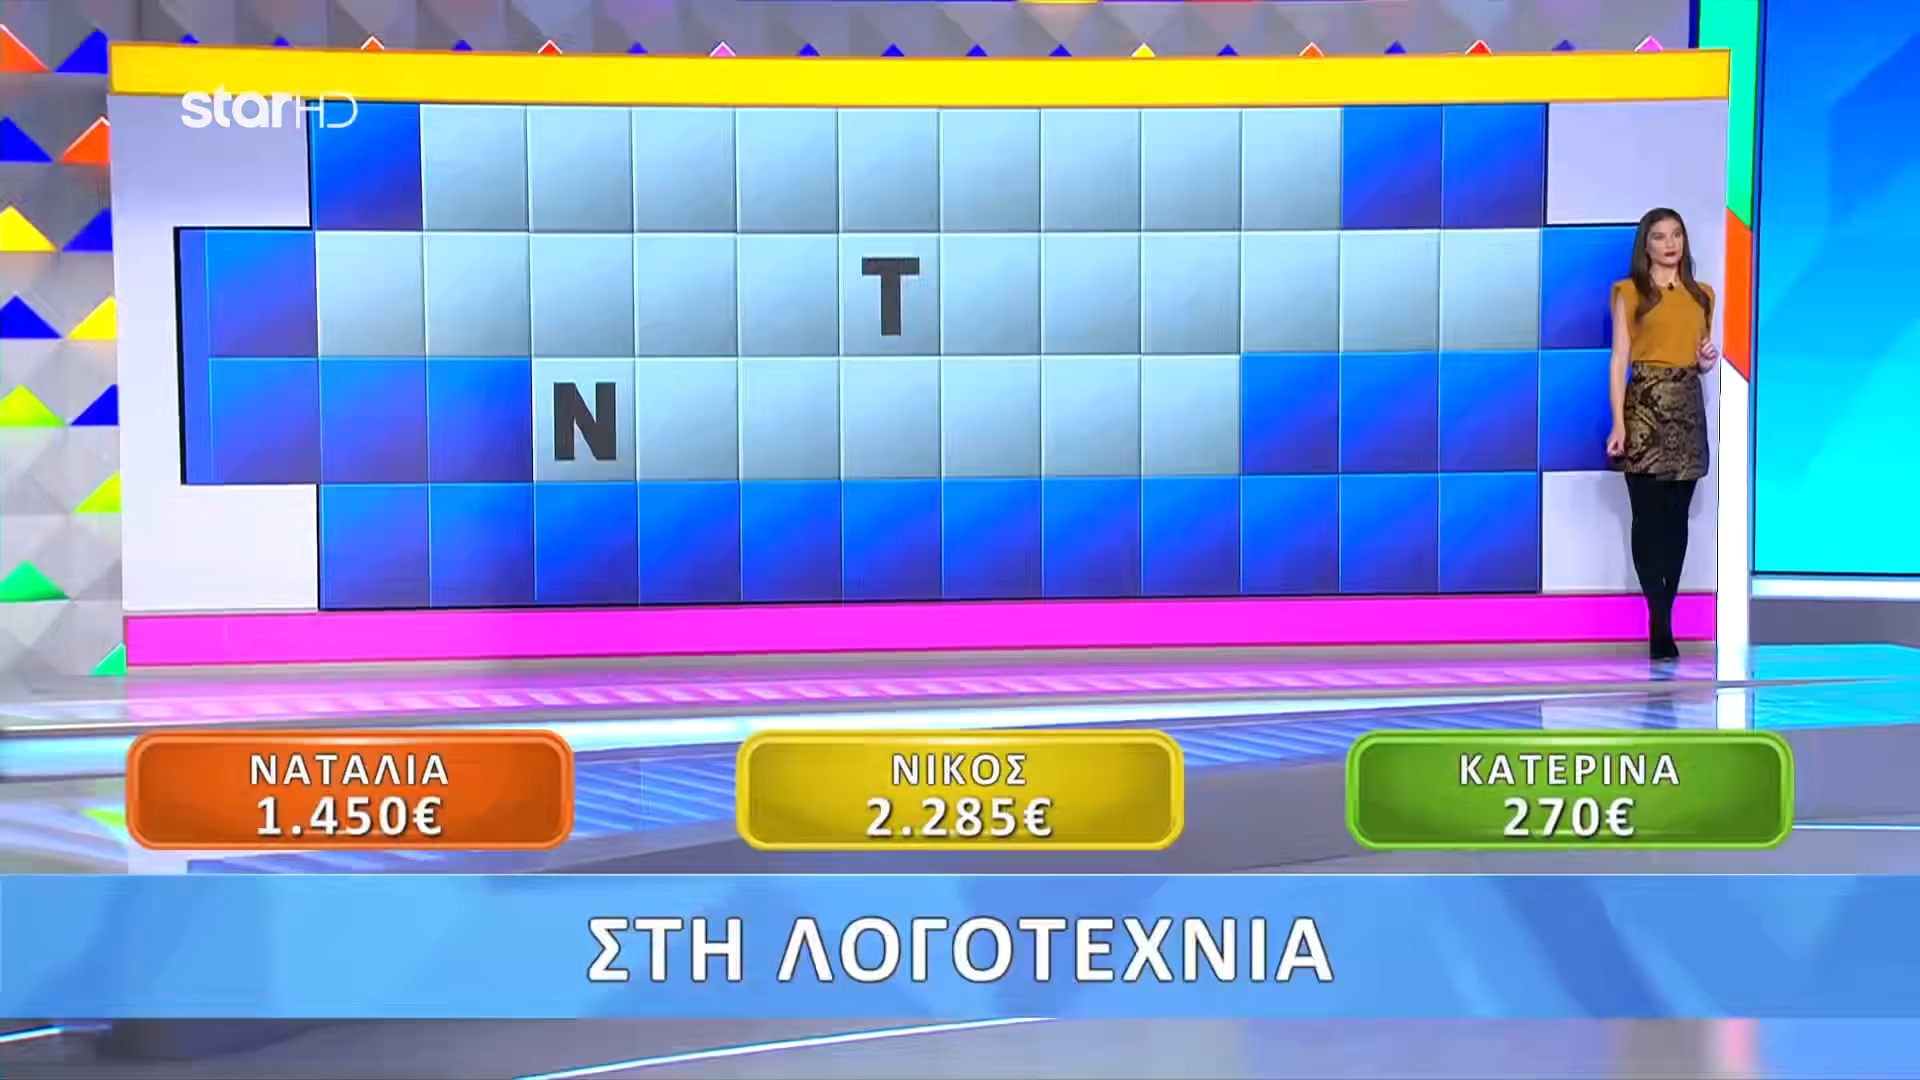 starHD
T
N
ΝΑΤΑΛΙΑ
1.450€
ΝΙΚΟΣ
2.285€
ΚΑΤΕΡΙΝΑ
270€
ΣΤΗ ΛΟΓΟΤΕΧΝΙΑ